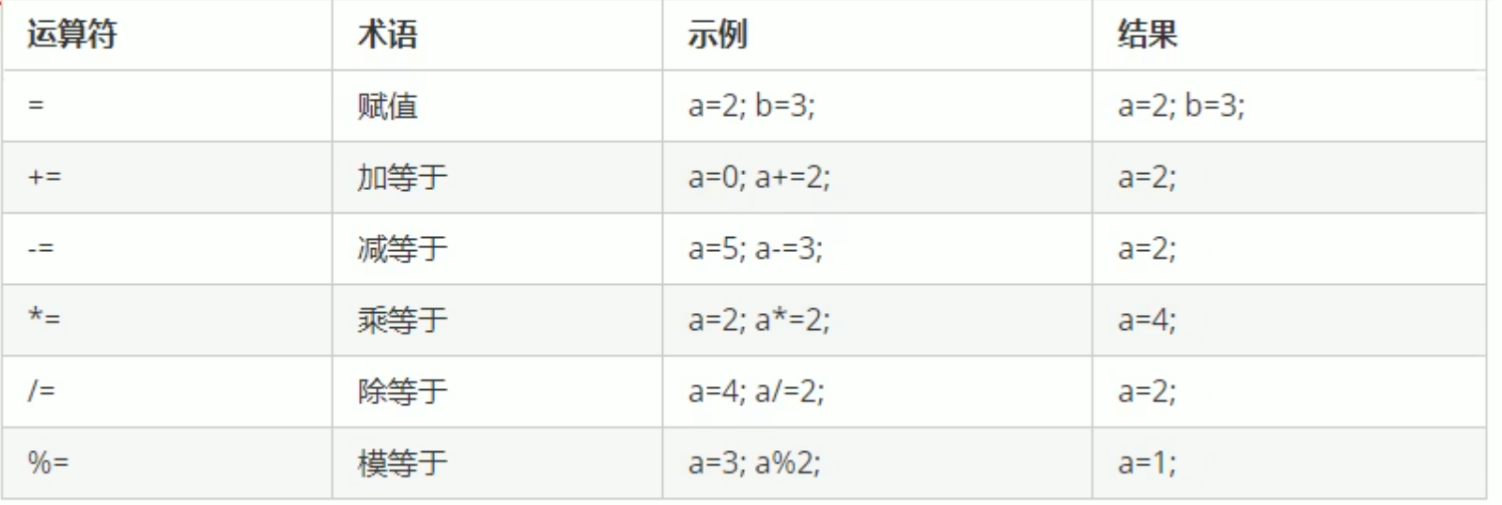 运算符 术语 示例 结果
= 赋值 a=2; b=3; a=2; b=3;
+= 加等于 a=0; a+=2; a=2;
-= 减等于 a=5; a-=3; a=2;
*= 乘等于 a=2; a*=2; a=4;
/= 除等于 a=4; a/=2; a=2;
%= 模等于 a=3; a%2; a=1;